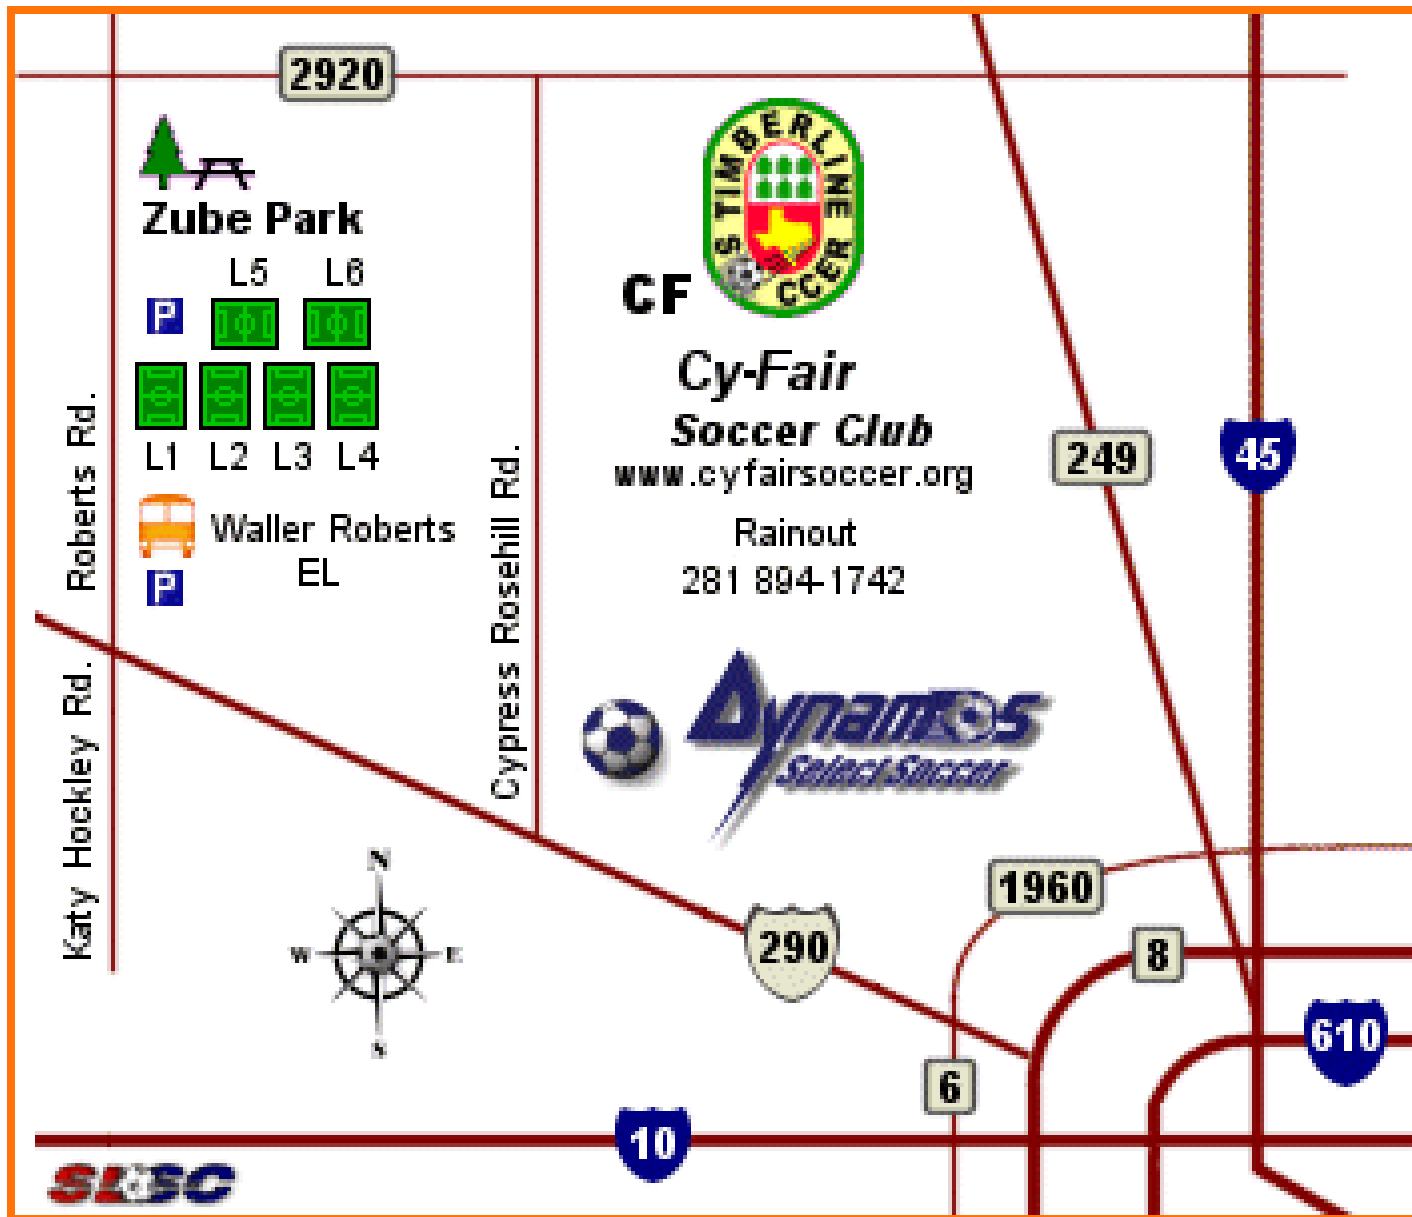 2920
TIMBERLINE
SOCCER
Zube Park
L5 L6
P
CF
L1 L2 L3 L4
Cy-Fair
Soccer Club
www.cyfairsoccer.org
Rainout
281 894-1742
249
45
Roberts Rd.
Waller Roberts
EL
P
Cypress Rosehill Rd.
Katy Hockley Rd.
Dynamos
Select Soccer
N
W E
S
290
1960
8
610
6
10
SLSC